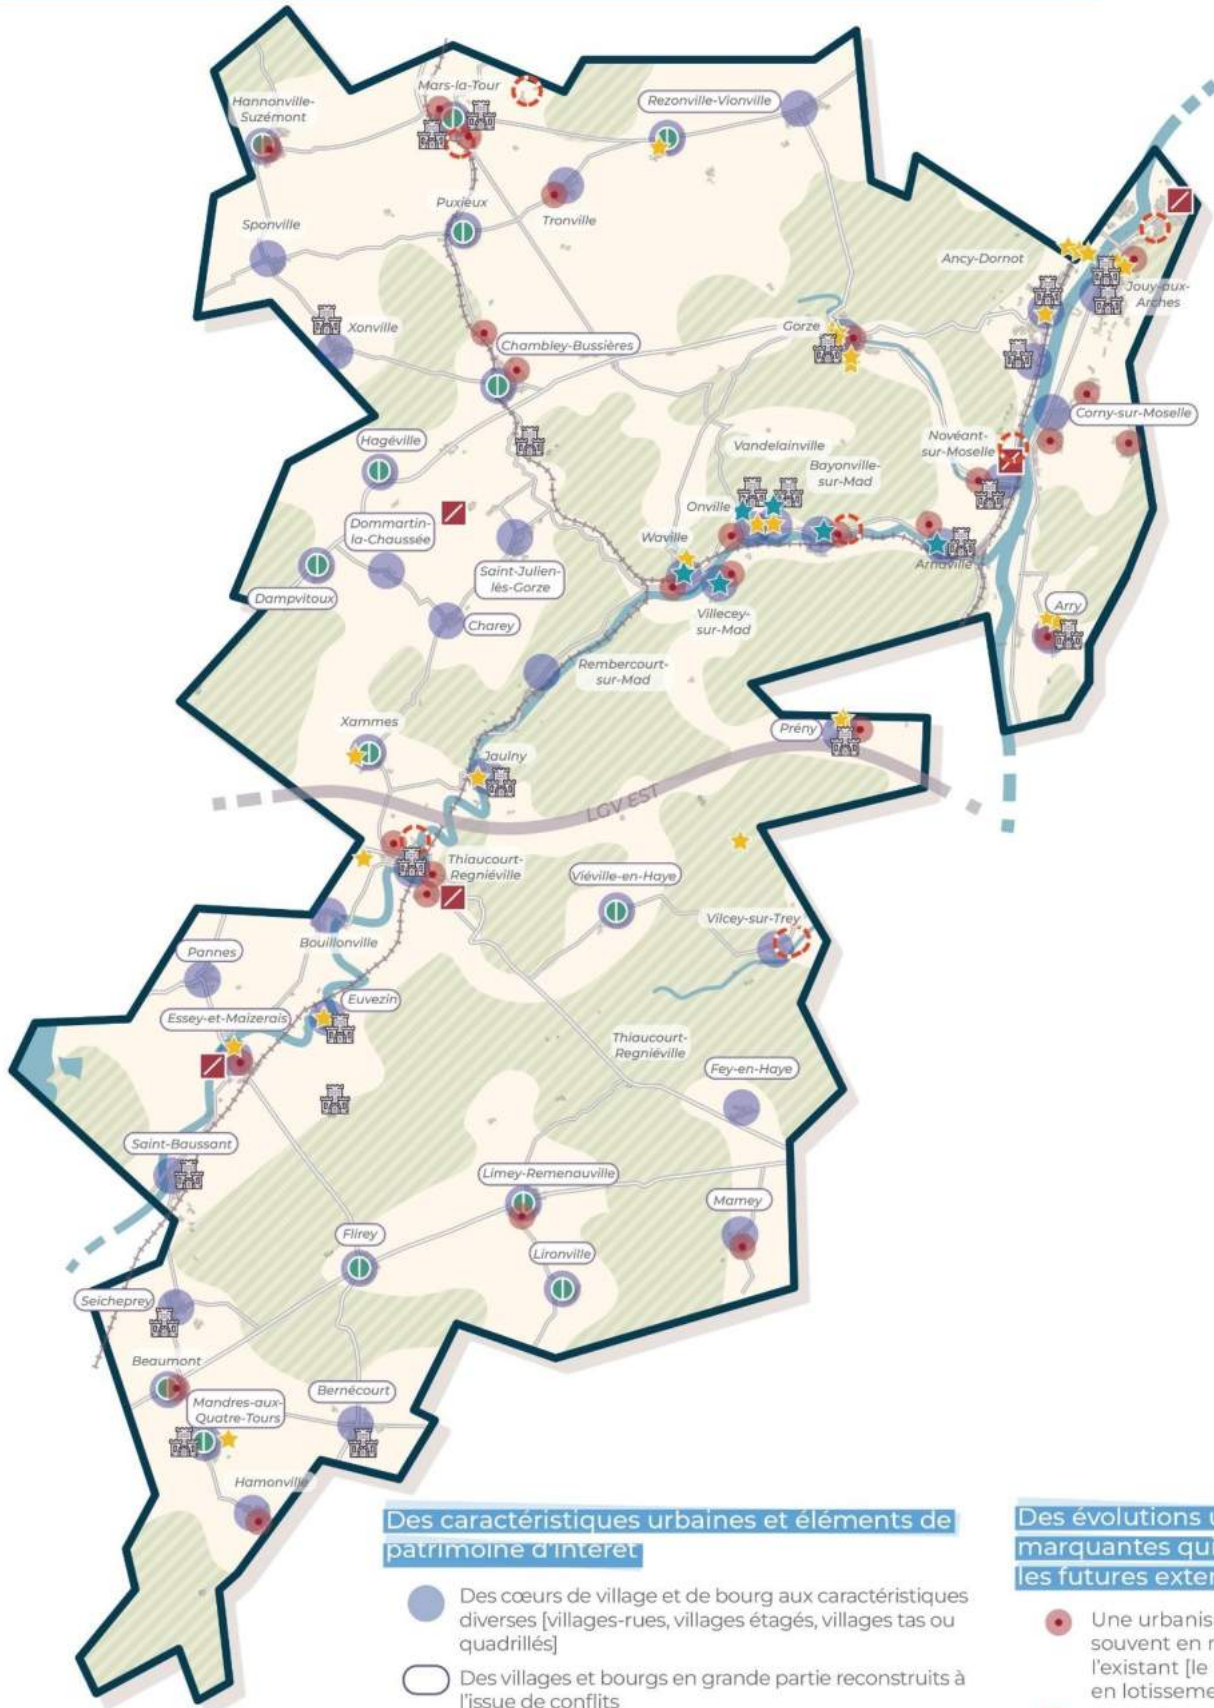 Mars-la-Tour
Hannonville-
Suzémont
Rezonville-Vionville
Puxieux
Tronville
Sponville
Ancy-Dornot
Jouy-aux-
Arches
Xonville
Gorze
Chambley-Bussières
Corny-sur-Moselle
Hagéville
Vandelainville
Novéant-
sur-Moselle
Bayonville-
sur-Mad
Onville
Dommartin-
la-Chaussée
Waville
Arnaville
Saint-Julien-
lès-Gorze
Dampvitoux
Arry
Charey
Villecey-
sur-Mad
Rembercourt-
sur-Mad
Xammes
Prény
Jaulny
LGV EST
Thiaucourt-
Regniéville
Viéville-en-Haye
Vilcey-sur-Trey
Bouillonville
Pannes
Euvezin
Essey-et-Maizerais
Thiaucourt-
Regniéville
Fey-en-Haye
Saint-Baussant
Limey-Remenauville
Mamey
Flirey
Lironville
Seicheprey
Beaumont
Bernécourt
Mandres-aux-
Quatre-Tours
Hamonville
Des caractéristiques urbaines et éléments de
patrimoine d'intérêt
Des cœurs de village et de bourg aux caractéristiques
diverses [villages-rues, villages étagés, villages tas ou
quadrillés]
Des villages et bourgs en grande partie reconstruits à
l'issue de conflits
Des évolutions u
marquantes qui
les futures exter
Une urbanis
souvent en r
l'existant [le
en lotisseme